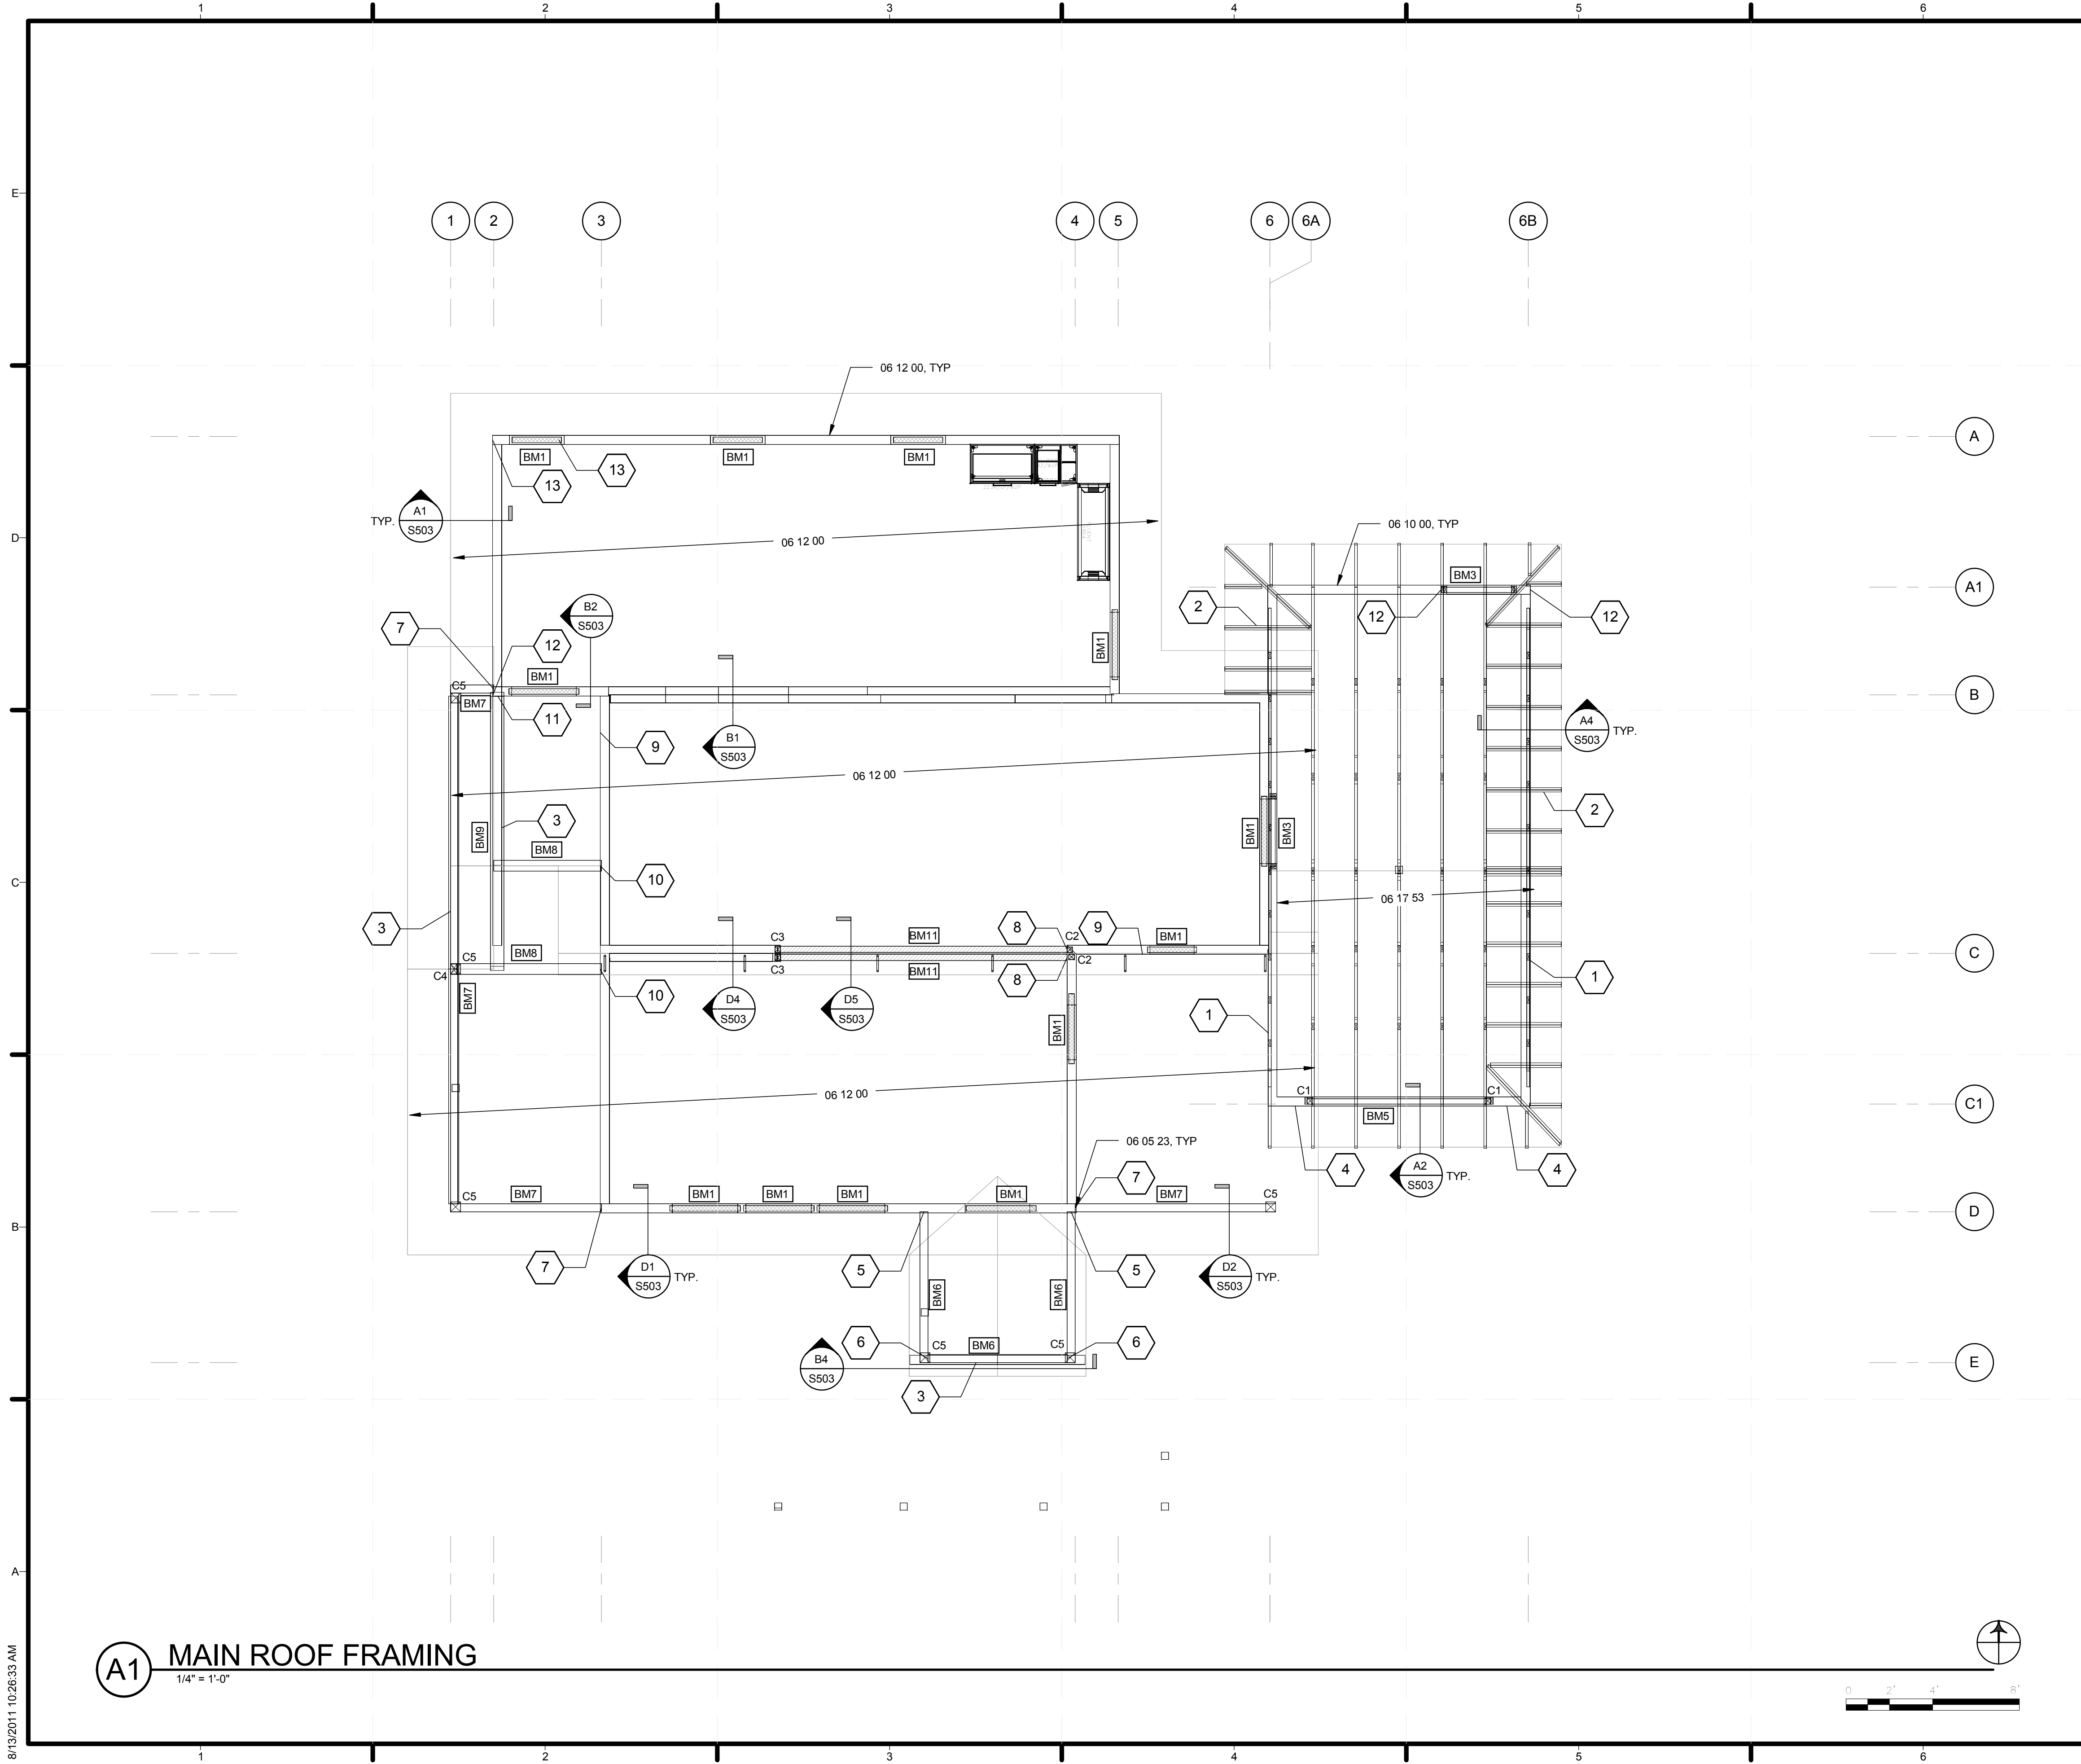 1 2 3 4 5 6
E
1 2 3 4 5 6 6A 6B
06 12 00, TYP
A
BM1 BM1 BM1
13
13
A1
TYP.
S503
06 10 00, TYP
D
06 12 00
BM3
A1
B2
S503
2
12
12
7
12
BM1
BM1
C5
BM7
B
11
9
B1
S503
A4
TYP.
S503
06 12 00
2
3
BM9
BM1
BM3
BM8
10
C
06 17 53
3
C3
BM11
8
C2
9
BM1
C5
BM8
C2
C
C4
C3
BM11
8
1
BM7
10
D4
S503
D5
S503
1
BM1
C1
C1
C1
06 12 00
BM5
06 05 23, TYP
7
4
A2
TYP.
S503
4
C5
BM7
BM1
BM1
BM1
BM1
BM7
C5
D
B
7
D1
TYP.
S503
5
5
D2
TYP.
S503
BM6
BM6
6
C5
BM6
C5
6
B4
S503
E
3
A
A1
MAIN ROOF FRAMING
1/4" = 1'-0"
0 2' 4' 8'
8/13/2011 10:26:33 AM
1 2 3 4 5 6